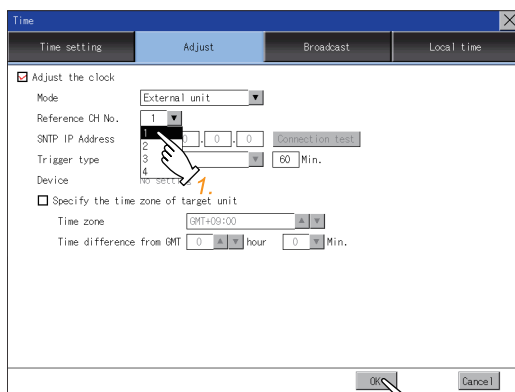 Time
Time setting Adjust Broadcast Local time
Adjust the clock
Mode External unit
Reference CH No. 1
1
SNTP IP Address 0 . 0 . 0 Connection test
2
Trigger type 3 60 Min.
4
Device No setting
1.
Specify the time zone of target unit
Time zone GMT+09:00
Time difference from GMT 0 hour 0 Min.
OK Cancel